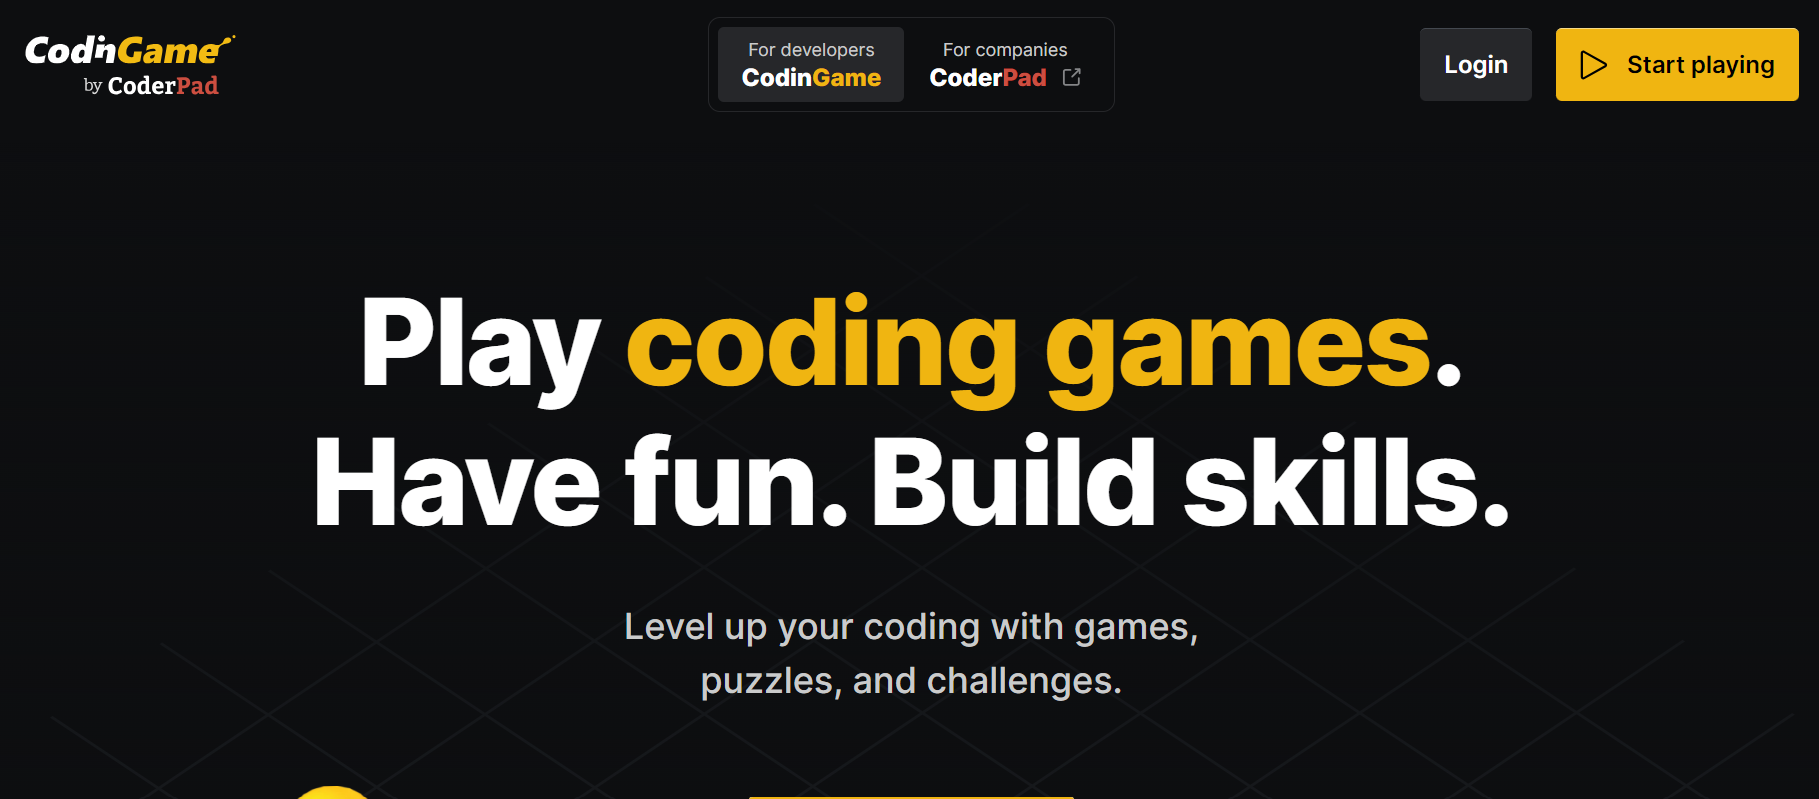 CodinGame
by CoderPad
For developers
CodinGame
For companies
CoderPad
Login
Start playing
Play coding games.
Have fun. Build skills.
Level up your coding with games,
puzzles, and challenges.